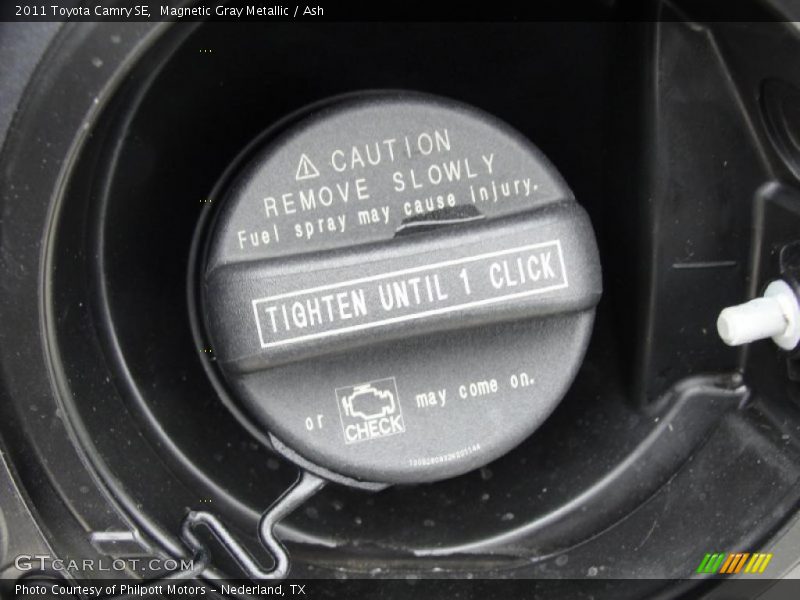 2011 Toyota Camry SE, Magnetic Gray Metallic / Ash
CAUTION
REMOVE SLOWLY
Fuel spray may cause injury.
TIGHTEN UNTIL 1 CLICK
or CHECK may come on.
GTCARLOT.COM
Photo Courtesy of Philpott Motors - Nederland, TX